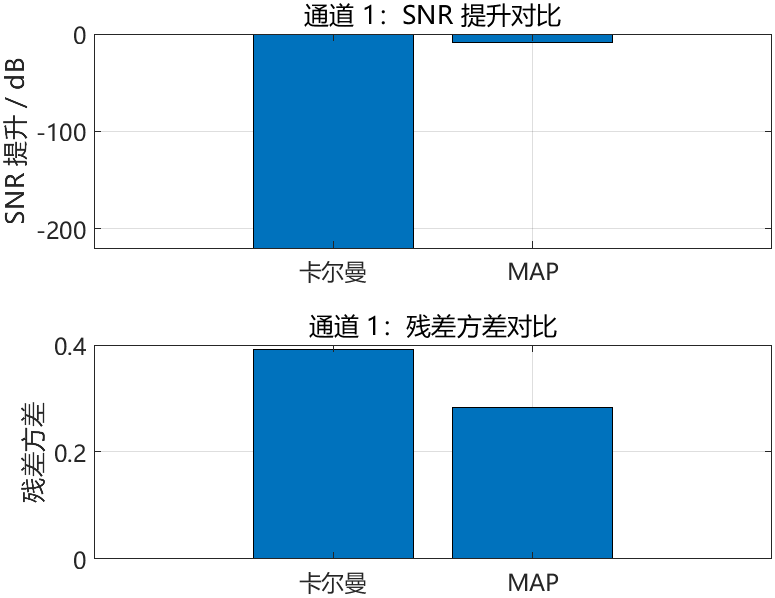 通道 1：SNR 提升对比
SNR 提升 / dB
0
-100
-200
卡尔曼
MAP
通道 1：残差方差对比
残差方差
0.4
0.2
0
卡尔曼
MAP